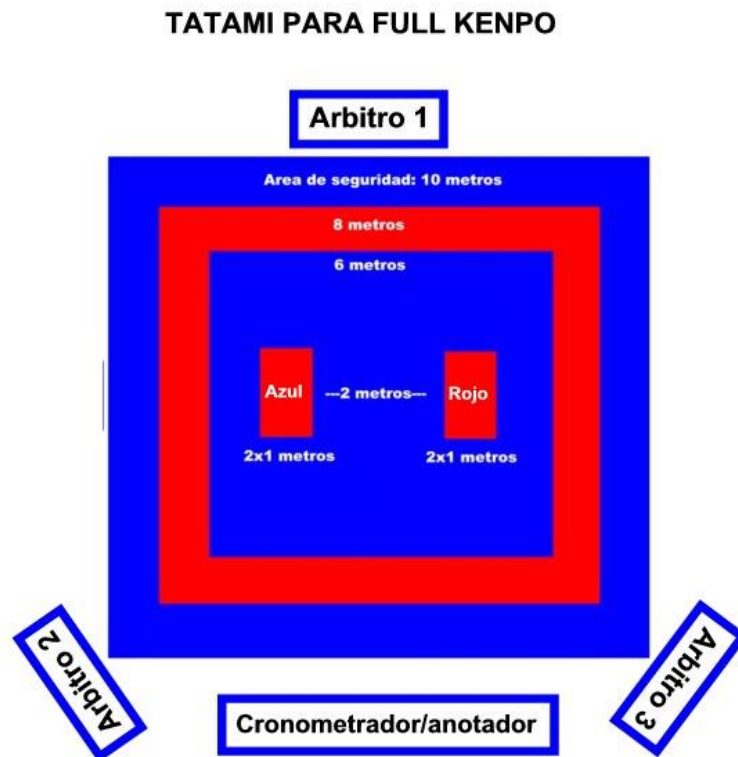 TATAMI PARA FULL KENPO
Arbitro 1
Area de seguridad: 10 metros
8 metros
6 metros
Azul ---2 metros--- Rojo
2x1 metros 2x1 metros
Arbitro 2
Arbitro 3
Cronometrador/anotador